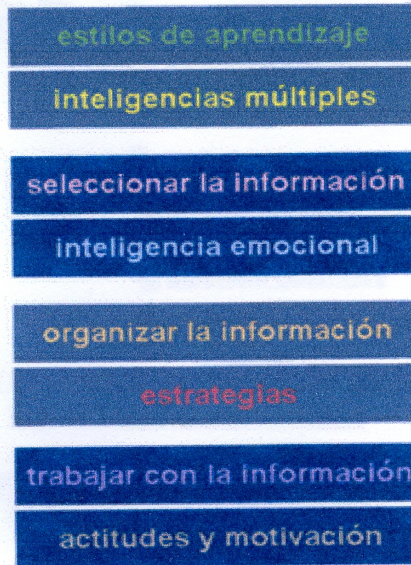 estilos de aprendizaje
inteligencias múltiples
seleccionar la información
inteligencia emocional
organizar la información
estrategias
trabajar con la información
actitudes y motivación